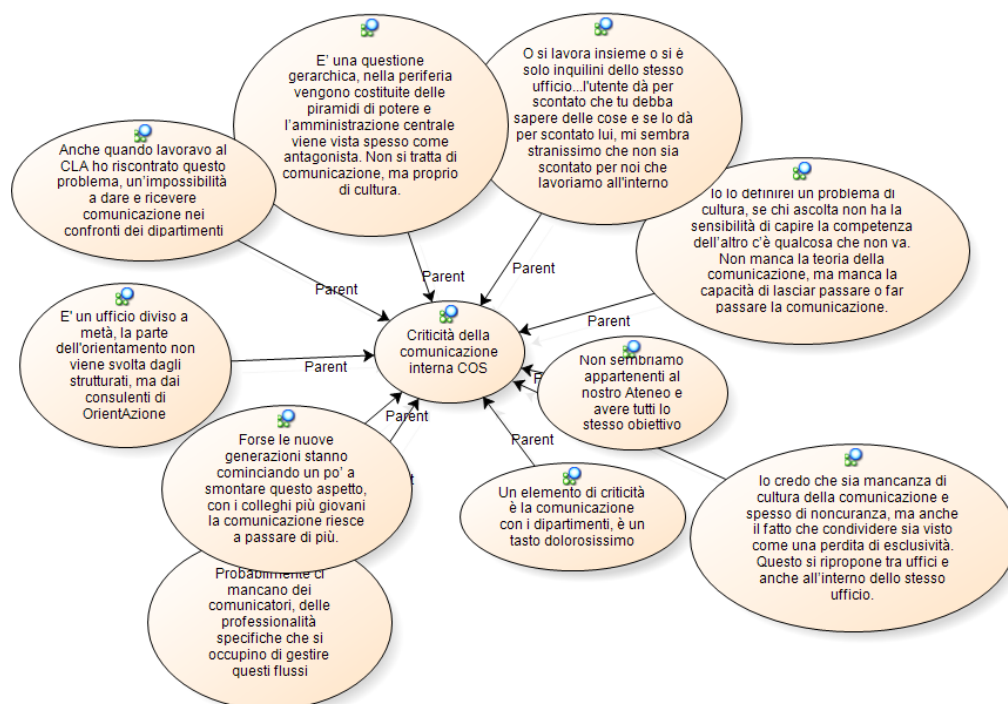 E' una questione
gerarchica, nella periferia
vengono costituite delle
piramidi di potere e
l'amministrazione centrale
viene vista spesso come
antagonista. Non si tratta di
comunicazione, ma proprio
di cultura.
O si lavora insieme o si è
solo inquilini dello stesso
ufficio...l'utente dà per
scontato che tu debba
sapere delle cose e se lo dà
per scontato lui, mi sembra
stranissimo che non sia
scontato per noi che
lavoriamo all'interno
Anche quando lavoravo al
CLA ho riscontrato questo
problema, un'impossibilità
a dare e ricevere
comunicazione nei
confronti dei dipartimenti
Io lo definirei un problema di
cultura, se chi ascolta non ha la
sensibilità di capire la competenza
dell'altro c'è qualcosa che non va.
Non manca la teoria della
comunicazione, ma manca la
capacità di lasciar passare o far
passare la comunicazione.
Parent
Parent
Parent
Parent
Criticità della
comunicazione
interna COS
E' un ufficio diviso a
metà, la parte
dell'orientamento non
viene svolta dagli
strutturati, ma dai
consulenti di
OrientAzione
Parent
Non sembriamo
appartenenti al
nostro Ateneo e
avere tutti lo
stesso obiettivo
Parent
Parent
Forse le nuove
generazioni stanno
cominciando un po' a
smontare questo aspetto,
con i colleghi più giovani
la comunicazione riesce
a passare di più.
Un elemento di criticità
è la comunicazione
con i dipartimenti, è un
tasto dolorosissimo
Io credo che sia mancanza di
cultura della comunicazione e
spesso di noncuranza, ma anche
il fatto che condividere sia visto
come una perdita di esclusività.
Questo si ripropone tra uffici e
anche all'interno dello stesso
ufficio.
Probabilmente ci
mancano dei
comunicatori, delle
professionalità
specifiche che si
occupino di gestire
questi flussi